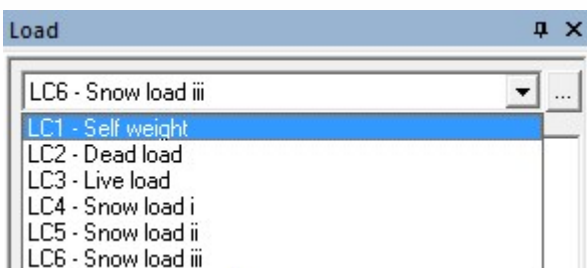 Load
LC6 - Snow load iii
...
LC1 - Self weight
LC2 - Dead load
LC3 - Live load
LC4 - Snow load i
LC5 - Snow load ii
LC6 - Snow load iii